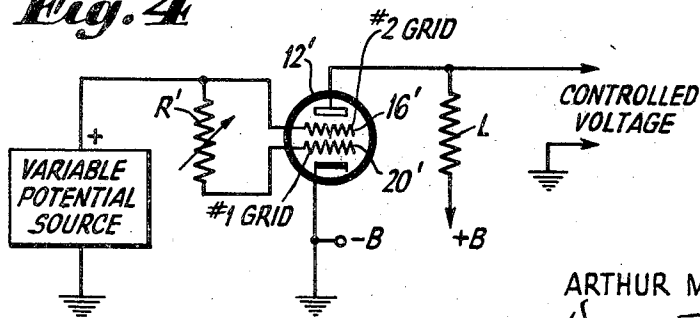 Fig. 4
#2 GRID
12'
16'
R'
L
CONTROLLED
VOLTAGE
+
VARIABLE
POTENTIAL
SOURCE
#1 GRID
20'
-B
+B
ARTHUR M